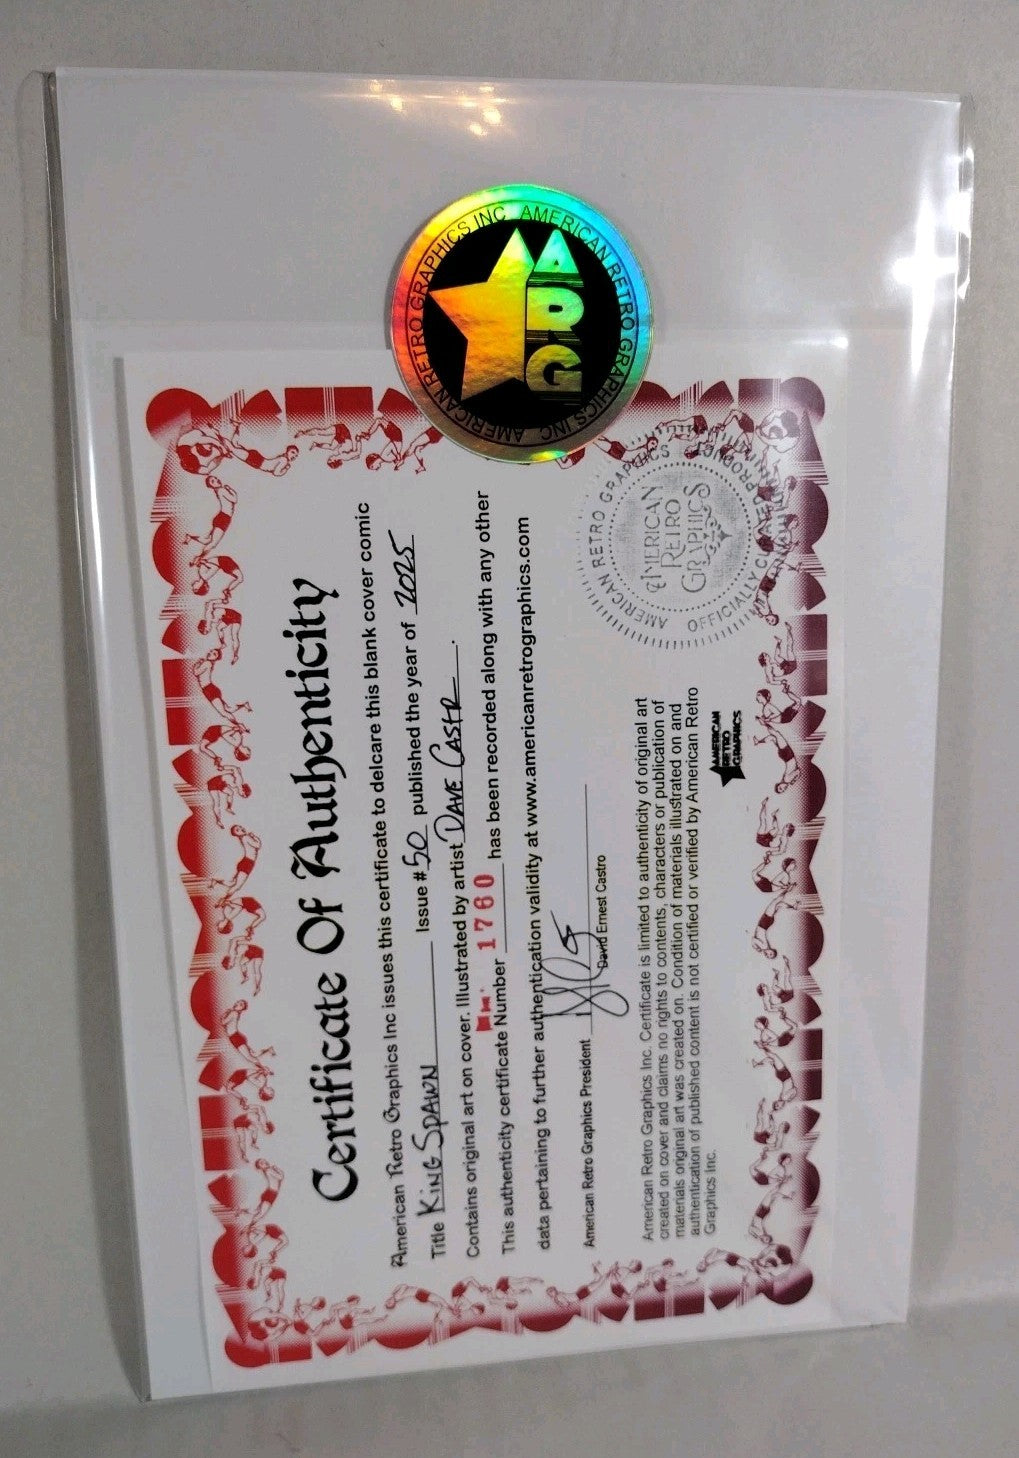 AMERICAN RETRO GRAPHICS INC AMERICAN RETRO GRAPHICS INC
ARG
Certificate Of Authenticity
American Retro Graphics Inc issues this certificate to delcare this blank cover comic
Title KING SPAWN Issue # 50 published the year of 2025
Contains original art on cover. Illustrated by artist DAVE CASTR.
This authenticity certificate Number 1760 has been recorded along with any other
data pertaining to further authentication validity at www.americanretrographics.com
American Retro Graphics President
David Ernest Castro
American Retro Graphics Inc. Certificate is limited to authenticity of original art
created on cover and claims no rights to contents, characters or publication of
materials original art was created on. Condition of materials illustrated on and
authentication of published content is not certified or verified by American Retro
Graphics Inc.
AMERICAN
RETRO
GRAPHICS
AMERICAN RETRO GRAPHICS
OFFICIALLY PRODUCT
AMERICAN
RETRO
GRAPHICS